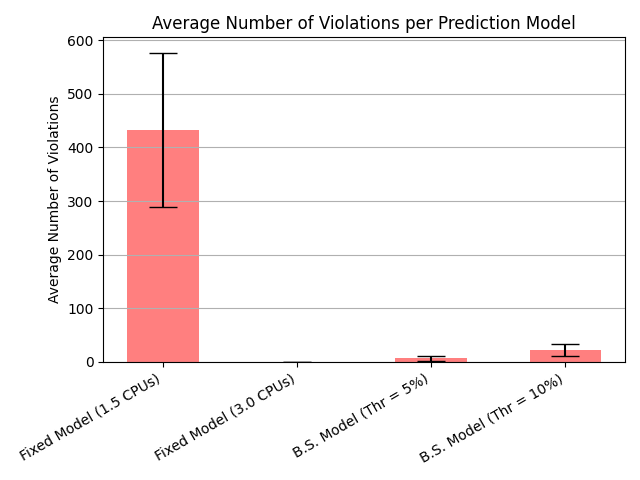 Average Number of Violations per Prediction Model
Average Number of Violations
600
500
400
300
200
100
0
Fixed Model (1.5 CPUs)
Fixed Model (3.0 CPUs)
B.S. Model (Thr = 5%)
B.S. Model (Thr = 10%)